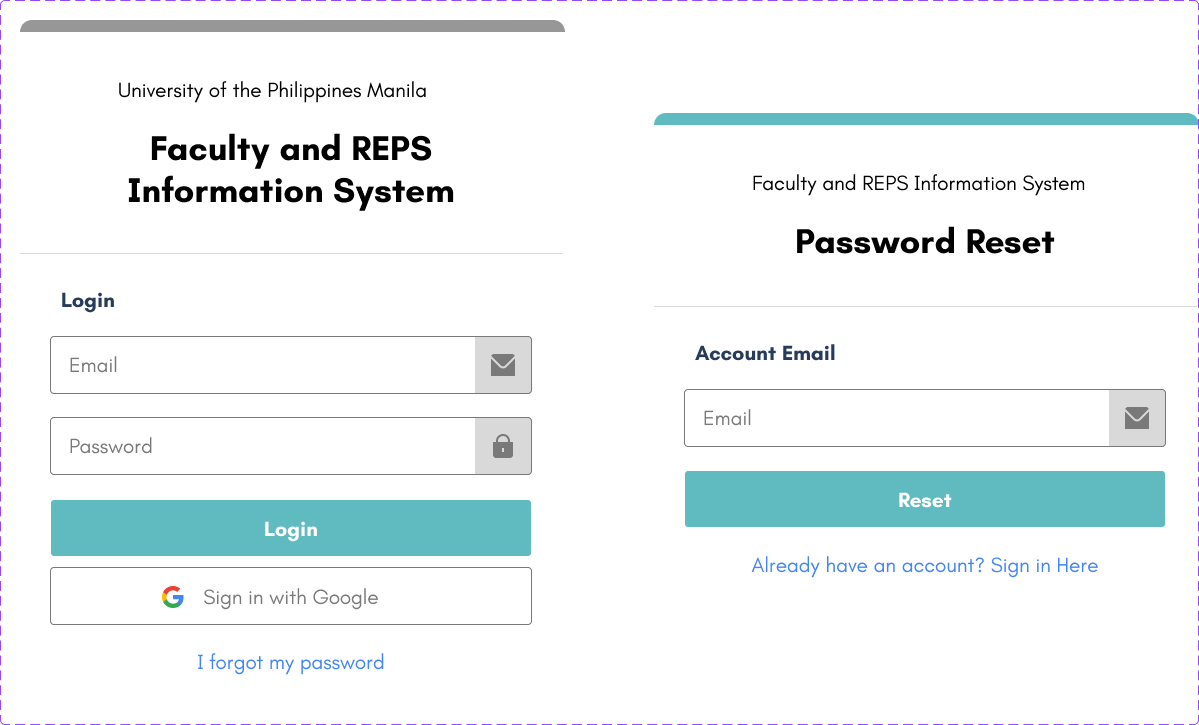 University of the Philippines Manila
Faculty and REPS
Information System
Login
Email
Password
Login
Sign in with Google
I forgot my password
Faculty and REPS Information System
Password Reset
Account Email
Email
Reset
Already have an account? Sign in Here